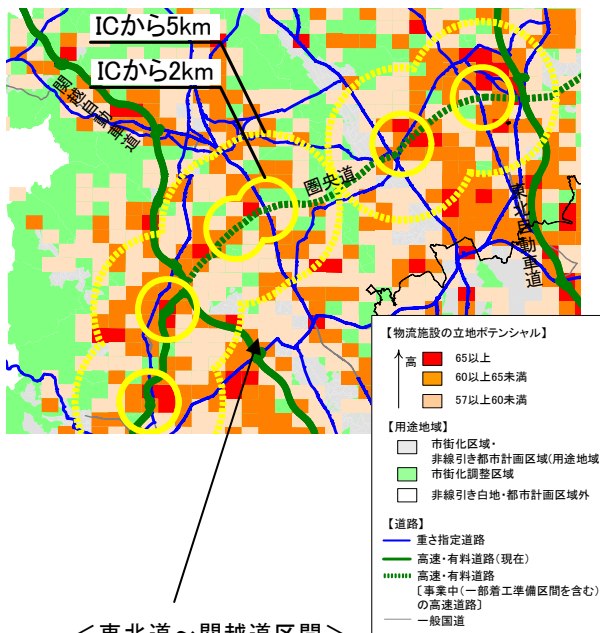 ICから5km
ICから2km
関越自動車道
圏央道
東北自動車道
【物流施設の立地ポテンシャル】
高
65以上
60以上65未満
57以上60未満
【用途地域】
市街化区域・
非線引き都市計画区域(用途地域
市街化調整区域
非線引き白地・都市計画区域外
【道路】
重さ指定道路
高速・有料道路(現在)
高速・有料道路
[事業中(一部着工準備区間を含む)
の高速道路]
一般国道
<東北道~関越道区間>